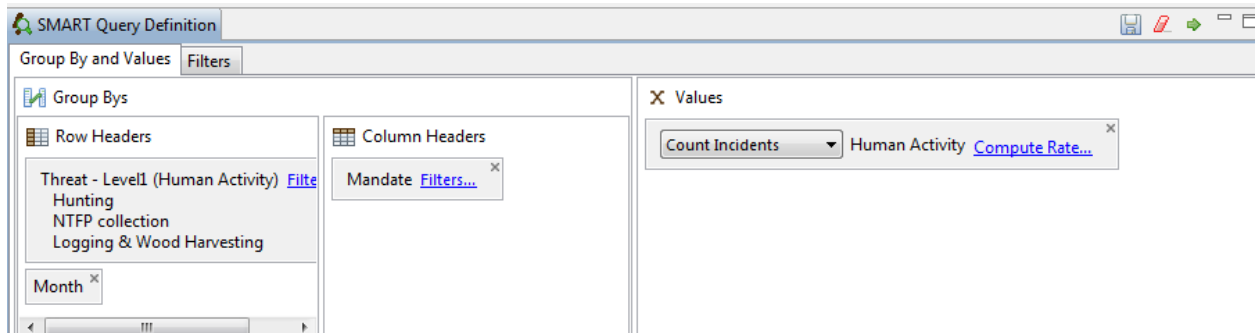 SMART Query Definition
Group By and Values Filters
Group Bys
Row Headers
Threat - Level1 (Human Activity) Filte
Hunting
NTFP collection
Logging & Wood Harvesting
Month
Column Headers
Mandate Filters...
Values
Count Incidents Human Activity Compute Rate...